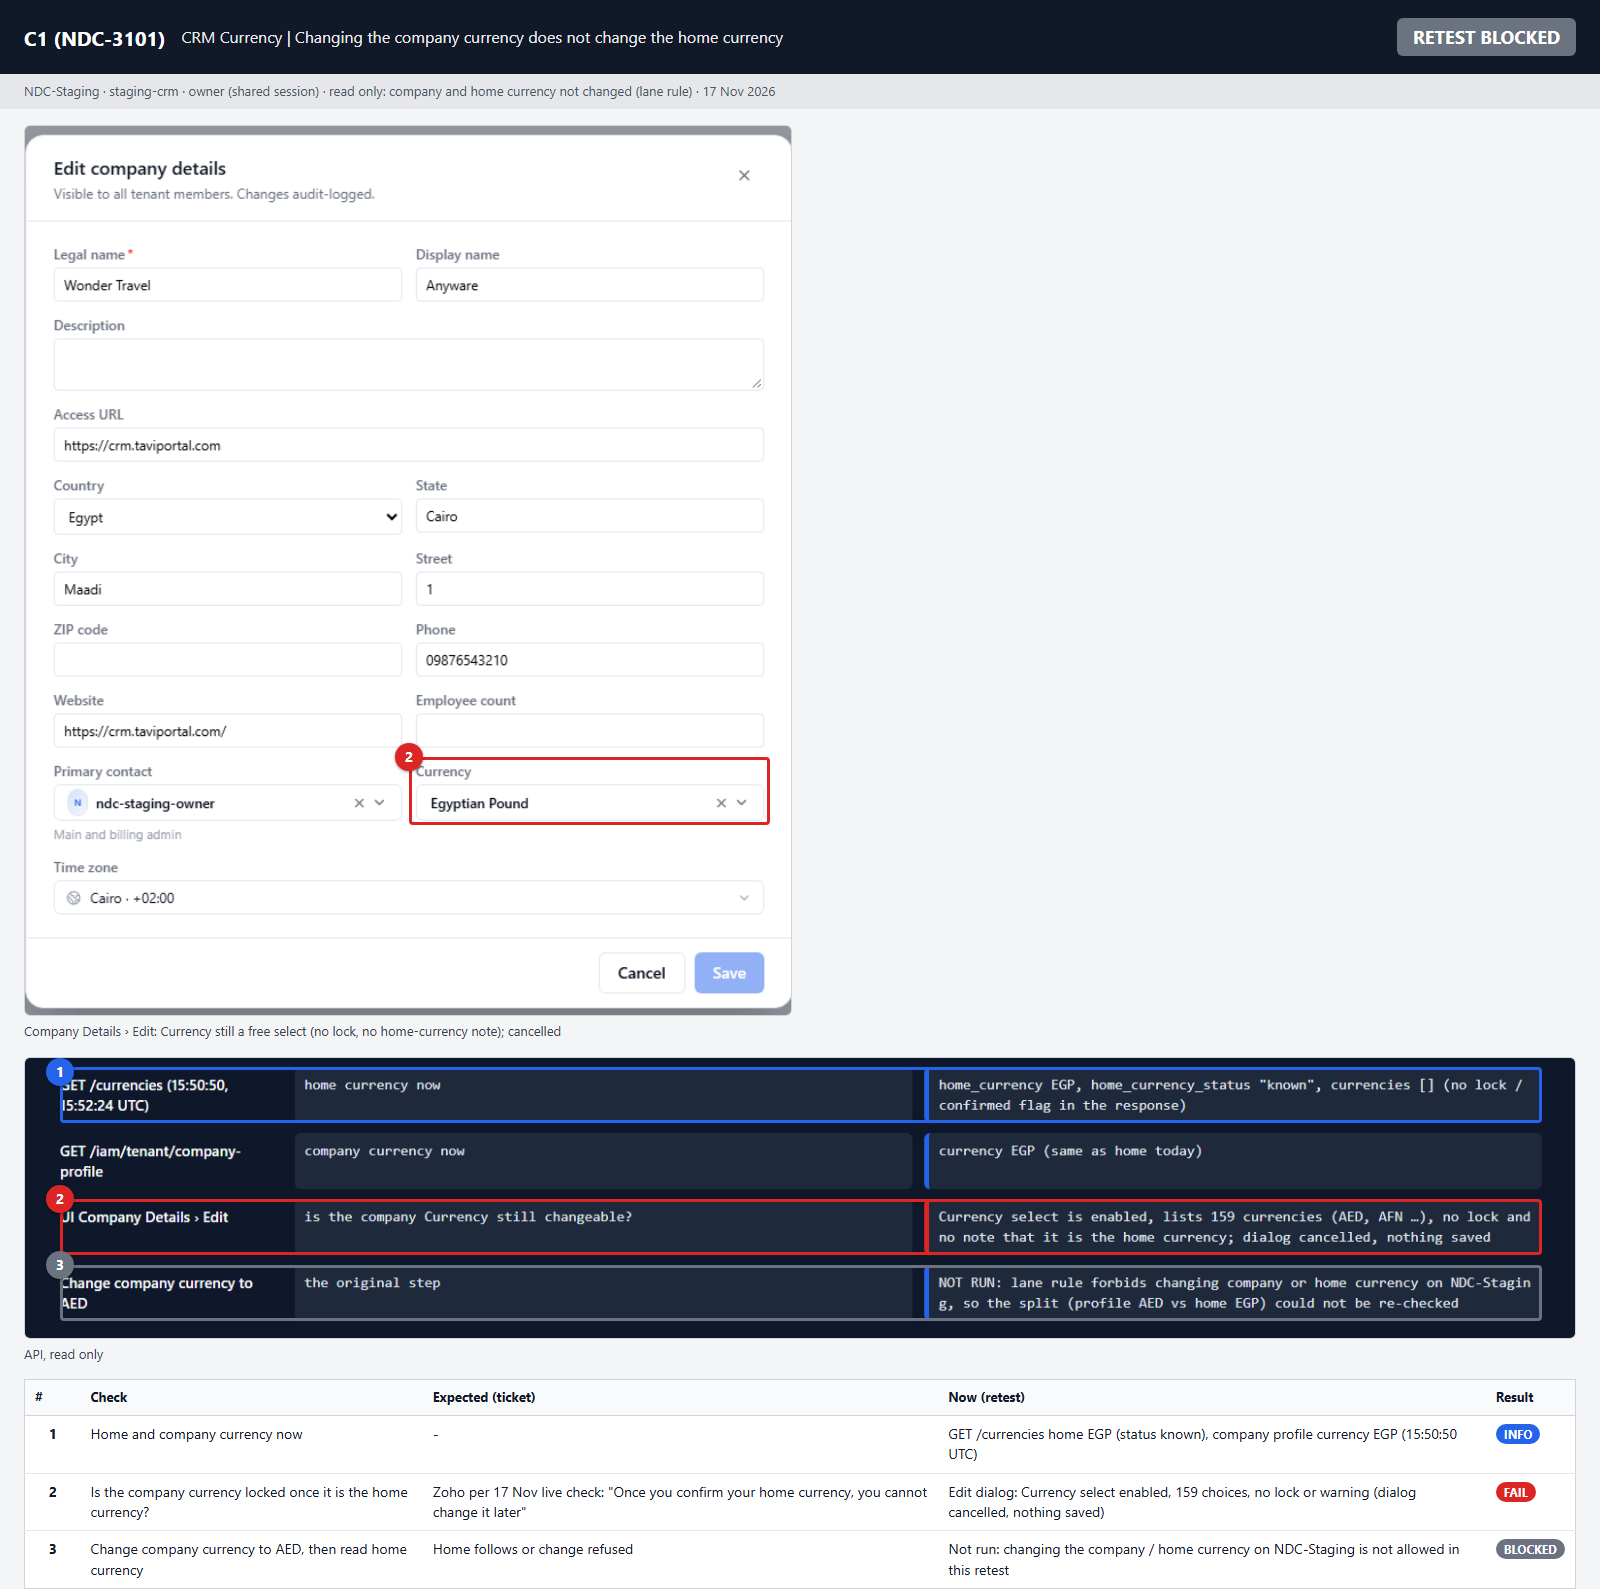 C1 (NDC-3101) CRM Currency | Changing the company currency does not change the home currency RETEST BLOCKED
NDC-Staging · staging-crm · owner (shared session) · read only: company and home currency not changed (lane rule) · 17 Nov 2026
Edit company details
Visible to all tenant members. Changes audit-logged.
Legal name* Display name
Wonder Travel Anyware
Description
Access URL
https://crm.taviportal.com
Country State
Egypt Cairo
City Street
Maadi 1
ZIP code Phone
09876543210
Website Employee count
https://crm.taviportal.com/
2
Primary contact Currency
N ndc-staging-owner Egyptian Pound
Main and billing admin
Time zone
Cairo · +02:00
Cancel Save
Company Details › Edit: Currency still a free select (no lock, no home-currency note); cancelled
1
GET /currencies (15:50:50, home currency now home_currency EGP, home_currency_status "known", currencies [] (no lock /
15:52:24 UTC) confirmed flag in the response)
GET /iam/tenant/company- company currency now currency EGP (same as home today)
profile
2
UI Company Details › Edit is the company Currency still changeable? Currency select is enabled, lists 159 currencies (AED, AFN …), no lock and
no note that it is the home currency; dialog cancelled, nothing saved
3
Change company currency to the original step NOT RUN: lane rule forbids changing company or home currency on NDC-Stagin
AED g, so the split (profile AED vs home EGP) could not be re-checked
API, read only
# Check Expected (ticket) Now (retest) Result
1 Home and company currency now - GET /currencies home EGP (status known), company profile currency EGP (15:50:50 INFO
UTC)
2 Is the company currency locked once it is the home Zoho per 17 Nov live check: "Once you confirm your home currency, you cannot Edit dialog: Currency select enabled, 159 choices, no lock or warning (dialog FAIL
currency? change it later" cancelled, nothing saved)
3 Change company currency to AED, then read home Home follows or change refused Not run: changing the company / home currency on NDC-Staging is not allowed in BLOCKED
currency this retest